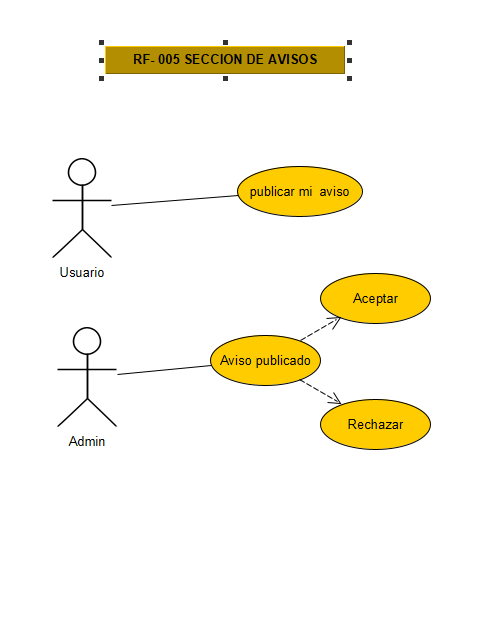 RF- 005 SECCION DE AVISOS
publicar mi aviso
Usuario
Aceptar
Aviso publicado
Rechazar
Admin